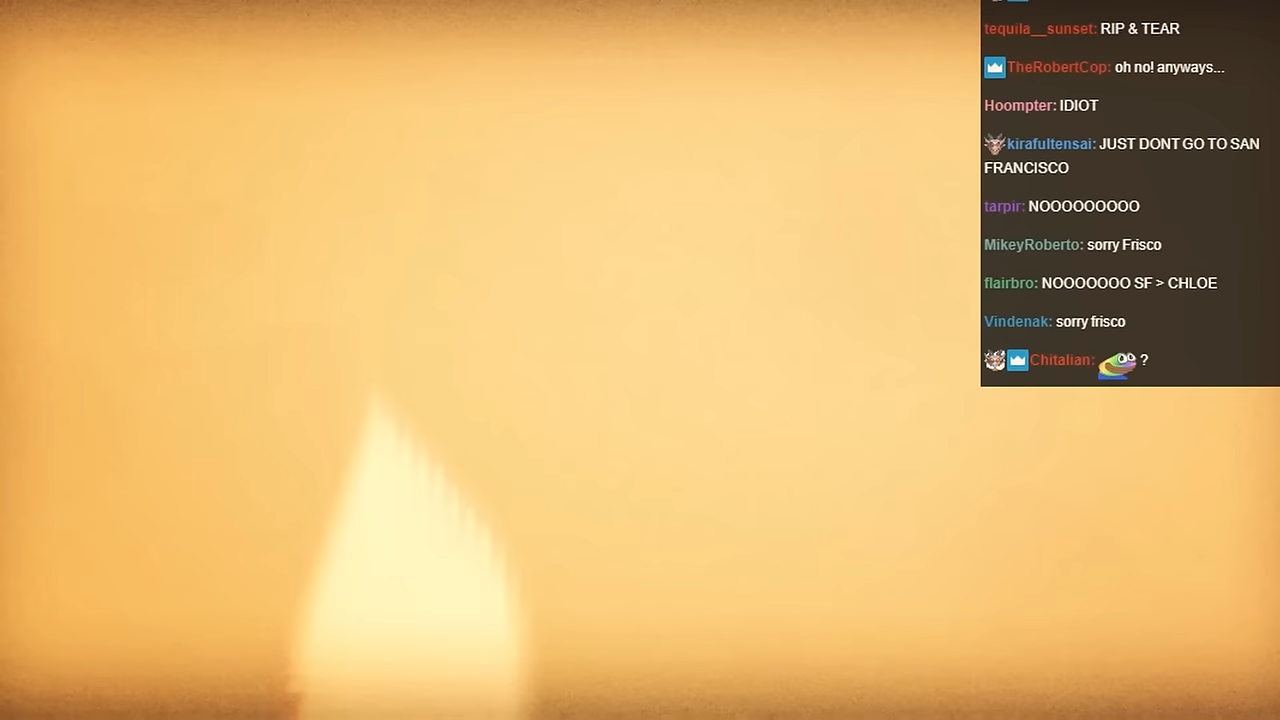 tequila__sunset: RIP & TEAR
TheRobertCop: oh no! anyways...
Hoompter: IDIOT
kirafultensai: JUST DONT GO TO SAN
FRANCISCO
tarpir: NOOOOOOOOO
MikeyRoberto: sorry Frisco
flairbro: NOOOOOOO SF > CHLOE
Vindenak: sorry frisco
Chitalian: ?